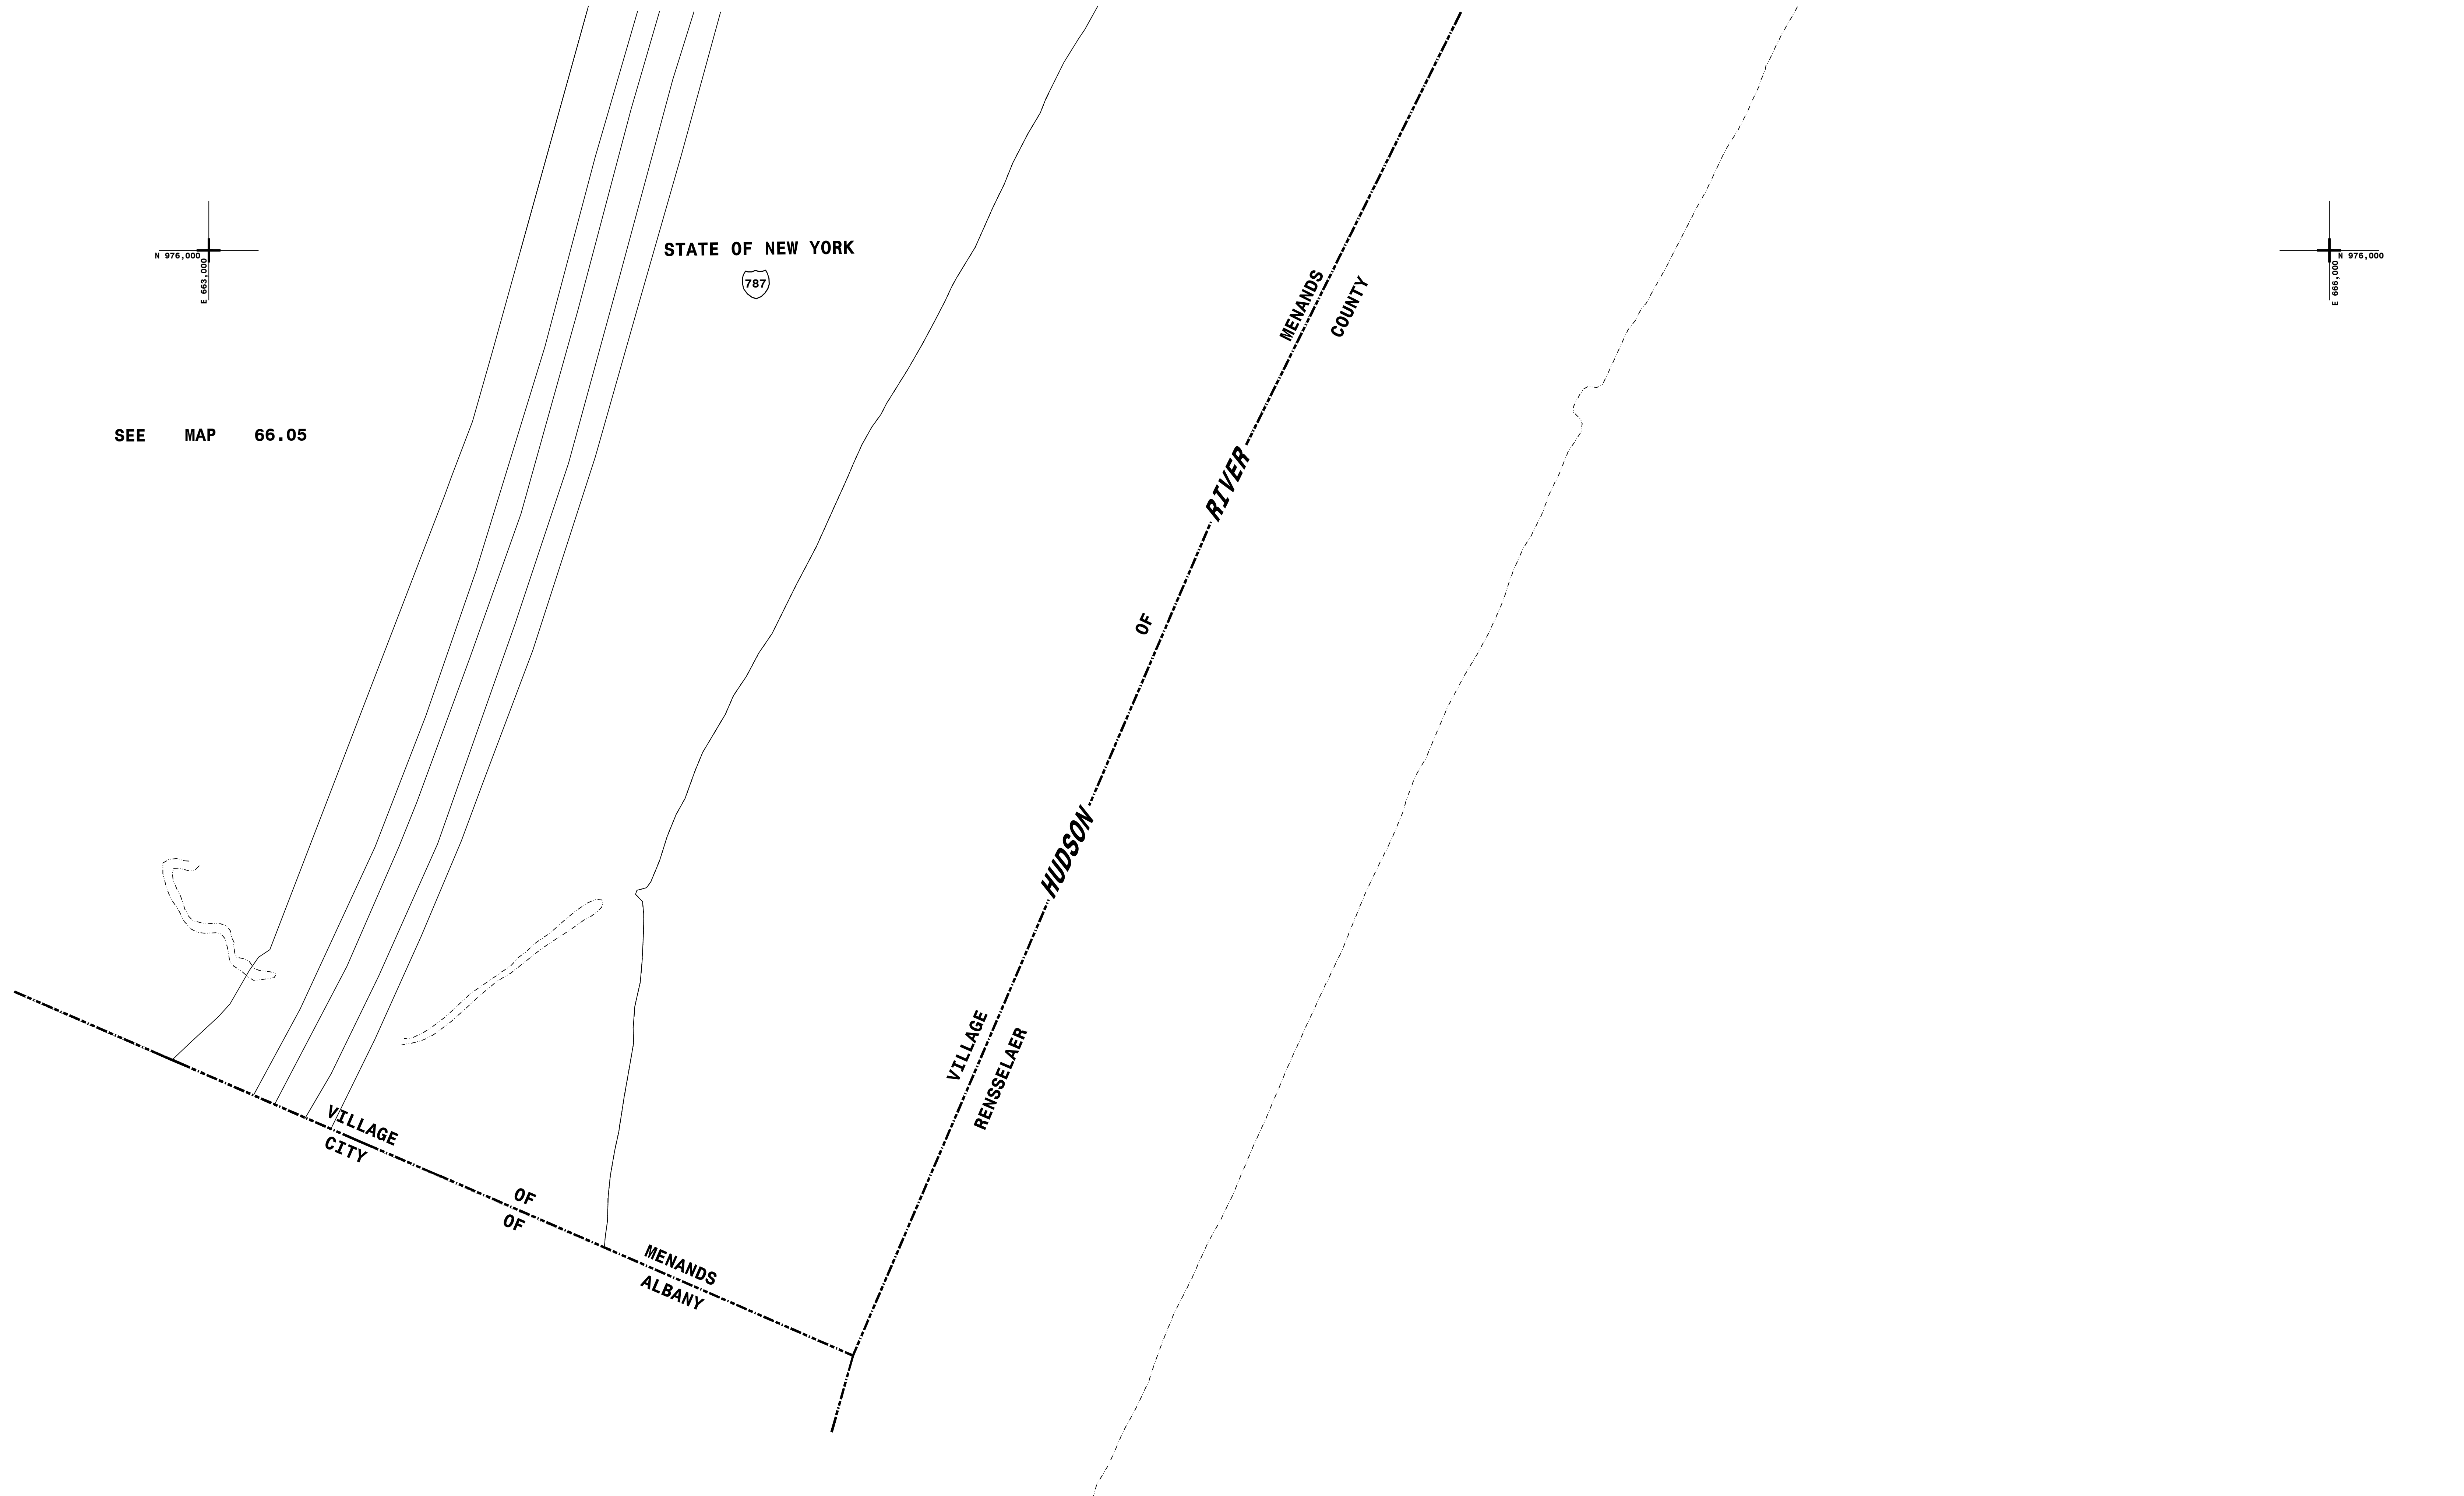 STATE OF NEW YORK
787
N 976,000
E 663,000
N 976,000
E 666,000
SEE MAP 66.05
VILLAGE OF MENANDS
RENSSELAER COUNTY
HUDSON RIVER
VILLAGE OF MENANDS
CITY OF ALBANY